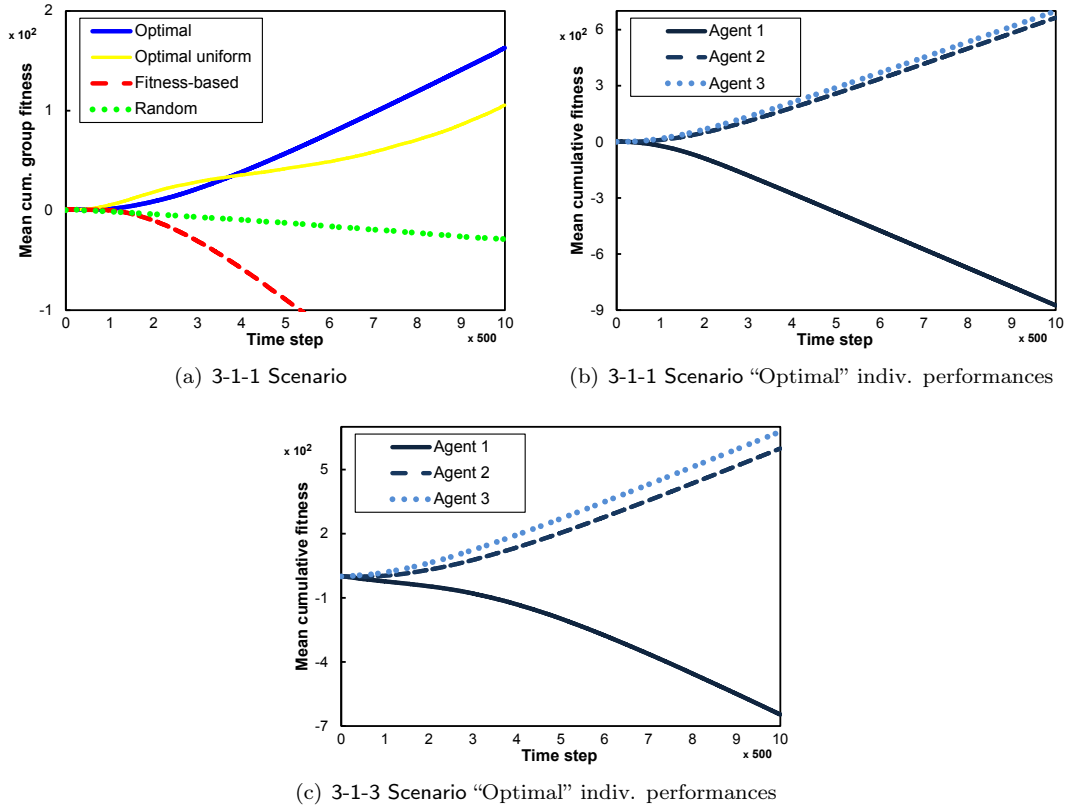 2
x 10²
1
0
-1
Mean cum. group fitness
Optimal
Optimal uniform
Fitness-based
Random
0 1 2 3 4 5 6 7 8 9 10
Time step
x 500
(a) 3-1-1 Scenario
6
x 10²
3
0
-3
-6
-9
Mean cumulative fitness
Agent 1
Agent 2
Agent 3
0 1 2 3 4 5 6 7 8 9 10
Time step
x 500
(b) 3-1-1 Scenario “Optimal” indiv. performances
x 10²
5
2
-1
-4
-7
Mean cumulative fitness
Agent 1
Agent 2
Agent 3
0 1 2 3 4 5 6 7 8 9 10
Time step
x 500
(c) 3-1-3 Scenario “Optimal” indiv. performances